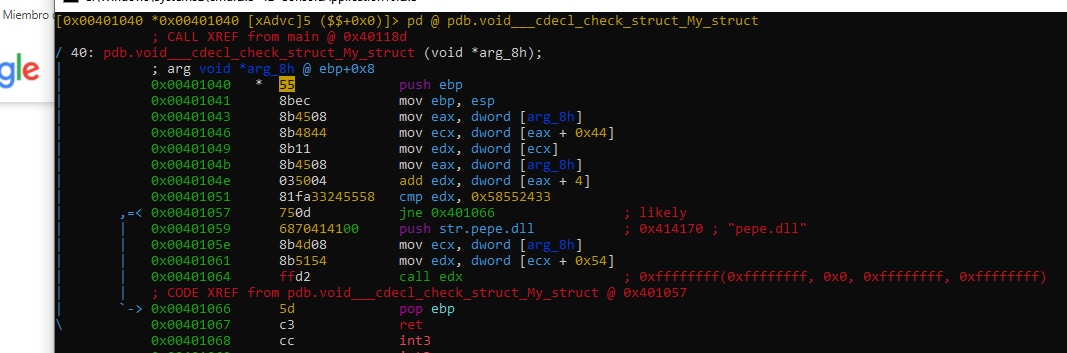 Miembro
gle
[0x00401040 *0x00401040 [xAdvc]5 ($$+0x0)]> pd @ pdb.void___cdecl_check_struct_My_struct
; CALL XREF from main @ 0x40118d
/ 40: pdb.void___cdecl_check_struct_My_struct (void *arg_8h);
| ; arg void *arg_8h @ ebp+0x8
| 0x00401040 * 55 push ebp
| 0x00401041 8bec mov ebp, esp
| 0x00401043 8b4508 mov eax, dword [arg_8h]
| 0x00401046 8b4844 mov ecx, dword [eax + 0x44]
| 0x00401049 8b11 mov edx, dword [ecx]
| 0x0040104b 8b4508 mov eax, dword [arg_8h]
| 0x0040104e 035004 add edx, dword [eax + 4]
| 0x00401051 81fa33245558 cmp edx, 0x58552433
| ,=< 0x00401057 750d jne 0x401066 ; likely
| | 0x00401059 6870414100 push str.pepe.dll ; 0x414170 ; "pepe.dll"
| | 0x0040105e 8b4d08 mov ecx, dword [arg_8h]
| | 0x00401061 8b5154 mov edx, dword [ecx + 0x54]
| | 0x00401064 ffd2 call edx ; 0xffffffff(0xffffffff, 0x0, 0xffffffff, 0xffffffff)
| | ; CODE XREF from pdb.void___cdecl_check_struct_My_struct @ 0x401057
| `-> 0x00401066 5d pop ebp
\ 0x00401067 c3 ret
0x00401068 cc int3